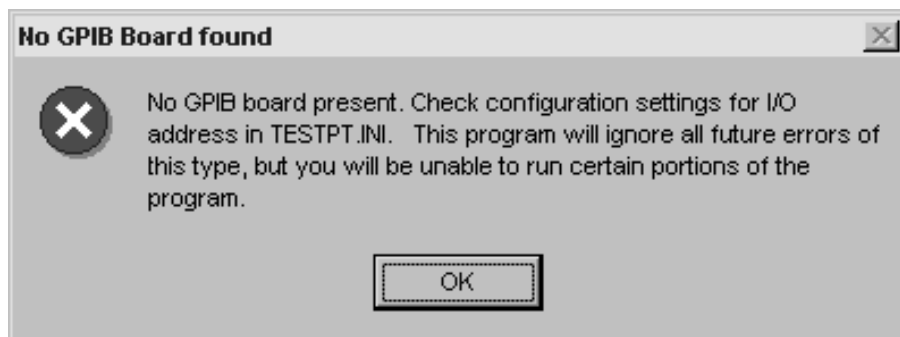 No GPIB Board found
No GPIB board present. Check configuration settings for I/O
address in TESTPT.INI.   This program will ignore all future errors of
this type, but you will be unable to run certain portions of the
program.
OK